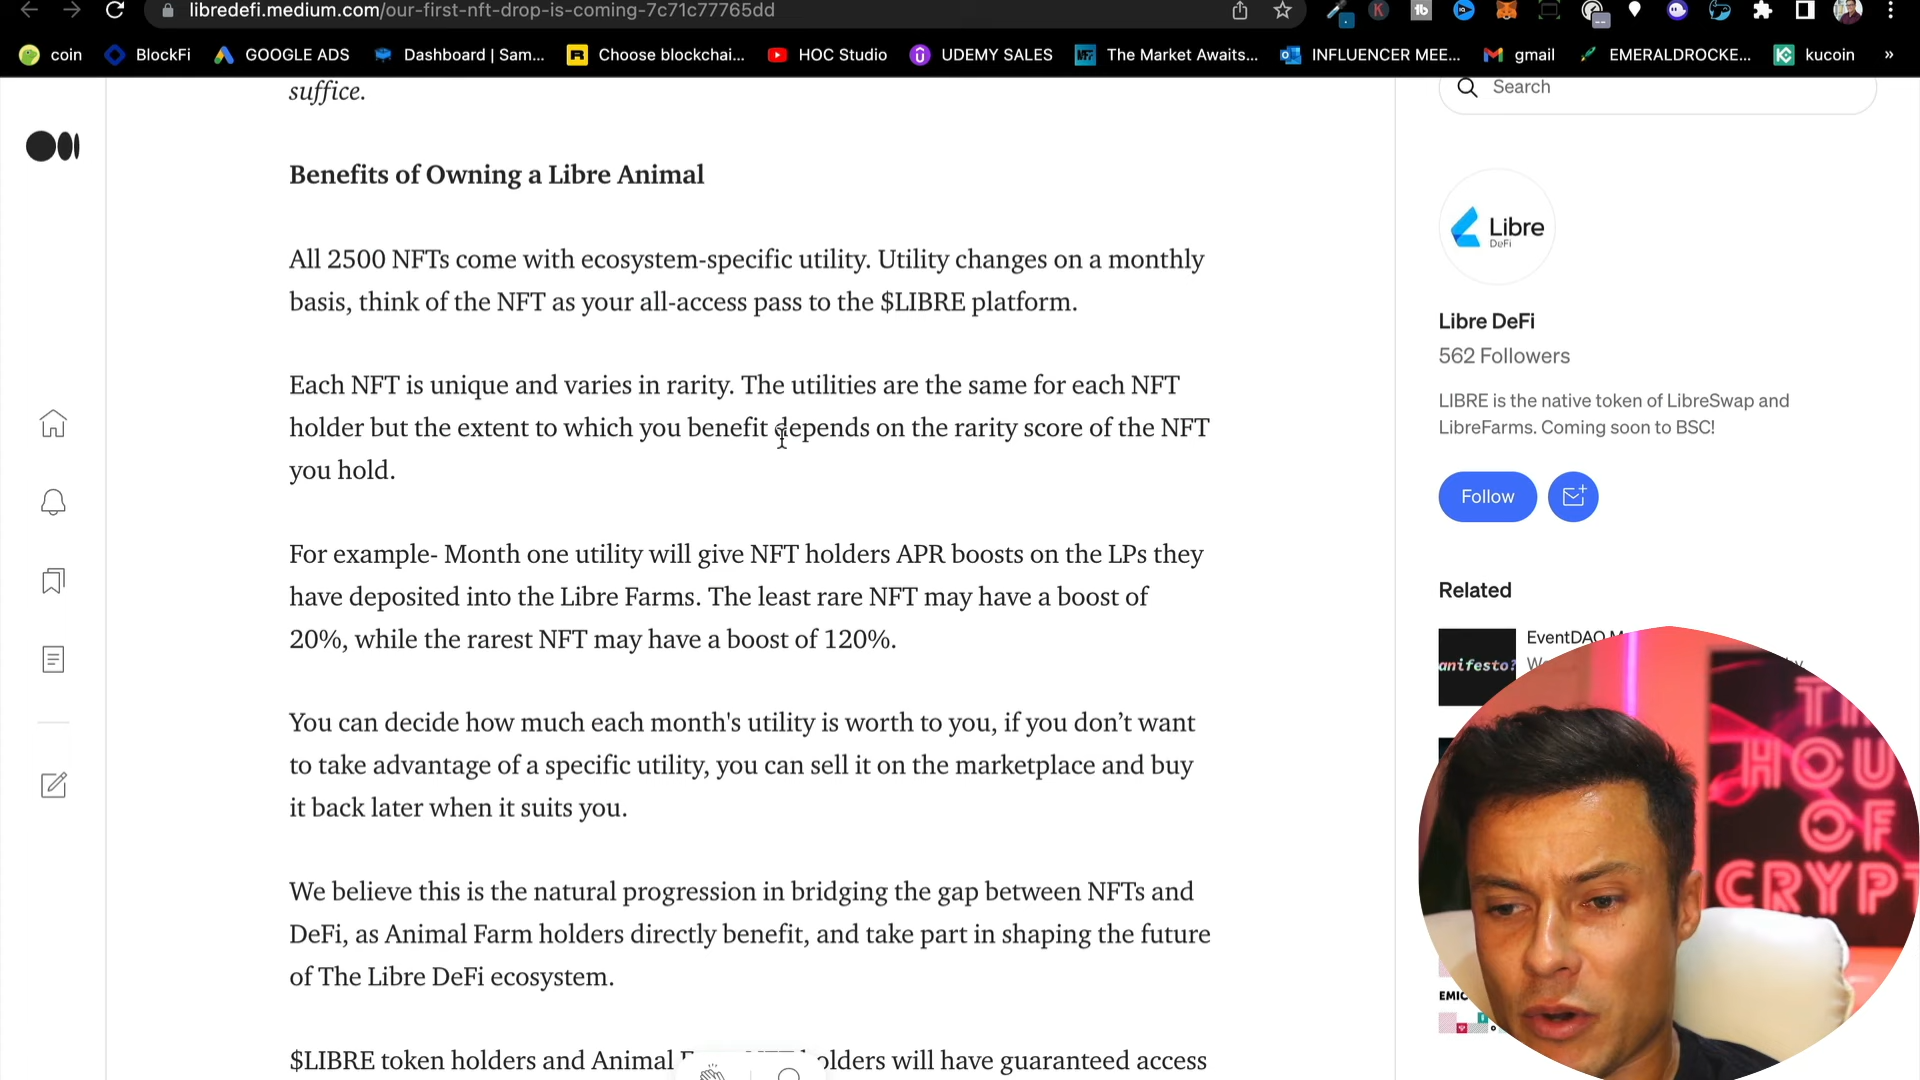 libredefi.medium.com/our-first-nft-drop-is-coming-7c71c77765dd
coin BlockFi GOOGLE ADS Dashboard | Sam... Choose blockchai... HOC Studio UDEMY SALES The Market Awaits... INFLUENCER MEE... gmail EMERALDROCKE... kucoin »
suffice.
Benefits of Owning a Libre Animal
All 2500 NFTs come with ecosystem-specific utility. Utility changes on a monthly
basis, think of the NFT as your all-access pass to the $LIBRE platform.
Each NFT is unique and varies in rarity. The utilities are the same for each NFT
holder but the extent to which you benefit depends on the rarity score of the NFT
you hold.
For example- Month one utility will give NFT holders APR boosts on the LPs they
have deposited into the Libre Farms. The least rare NFT may have a boost of
20%, while the rarest NFT may have a boost of 120%.
You can decide how much each month's utility is worth to you, if you don’t want
to take advantage of a specific utility, you can sell it on the marketplace and buy
it back later when it suits you.
We believe this is the natural progression in bridging the gap between NFTs and
DeFi, as Animal Farm holders directly benefit, and take part in shaping the future
of The Libre DeFi ecosystem.
$LIBRE token holders and Animal holders will have guaranteed access
Search
Libre
DeFi
Libre DeFi
562 Followers
LIBRE is the native token of LibreSwap and
LibreFarms. Coming soon to BSC!
Follow
Related
EventDAO
anifesto?
EMIC
TH
HOU
OF
CRYPT